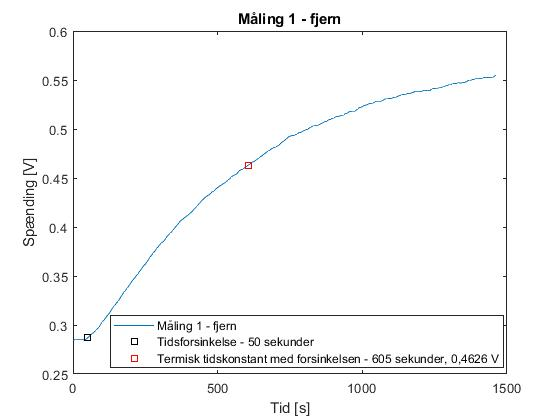 Måling 1 - fjern
0.6
0.55
0.5
0.45
0.4
0.35
0.3
0.25
Spænding [V]
Måling 1 - fjern
Tidsforsinkelse - 50 sekunder
Termisk tidskonstant med forsinkelsen - 605 sekunder, 0,4626 V
0
500
1000
1500
Tid [s]